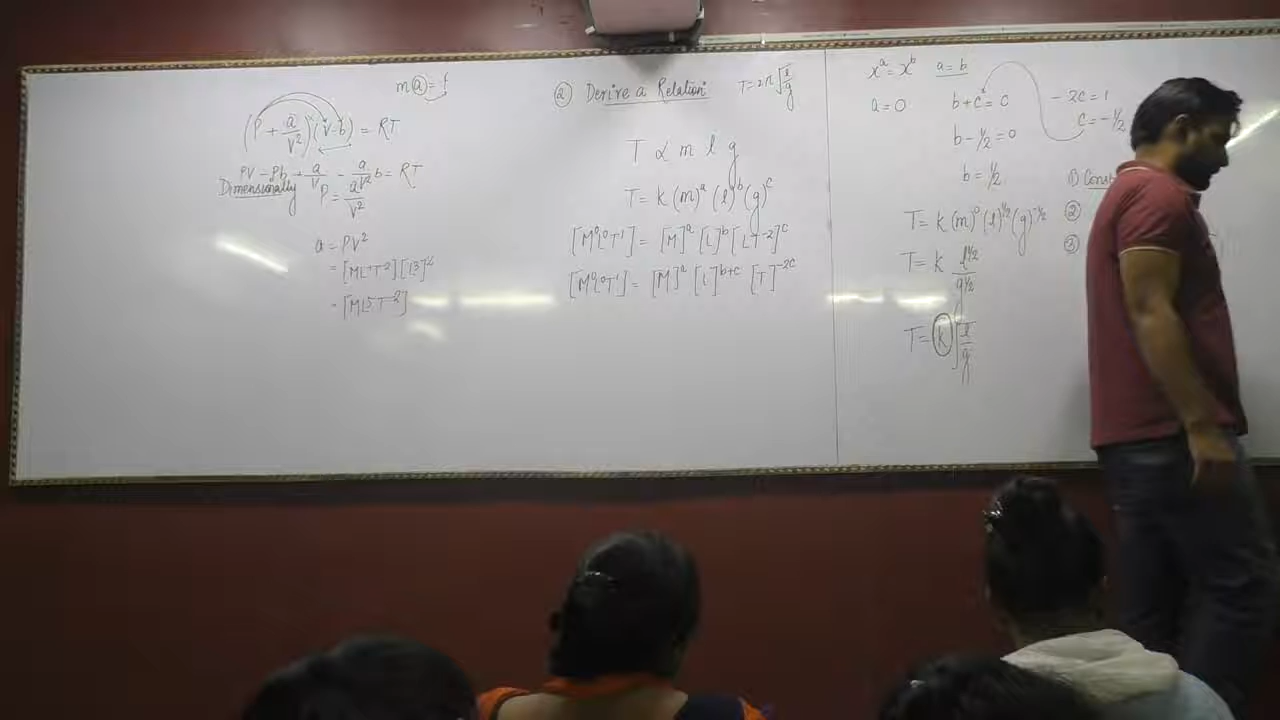 m ⓐ = f
(P + a/V²)(V-b) = RT
PV - Pb + a/V - a/V² b = RT
Dimensionally P = a/V²
a = PV²
= [ML⁻¹T⁻²][L³]²
= [ML⁵T⁻²]
② Derive a Relation T = 2π√l/g
T ∝ m l g
T = k (m)ᵃ (l)ᵇ (g)ᶜ
[M⁰L⁰T¹] = [M]ᵃ [L]ᵇ [LT⁻²]ᶜ
[M⁰L⁰T¹] = [M]ᵃ [L]ᵇ⁺ᶜ [T]⁻²ᶜ
xᵃ = xᵇ a = b
a = 0 b + c = 0 - 2c = 1
c = -1/2
b - 1/2 = 0
b = 1/2
T = k (m)⁰ (l)^1/2 (g)^-1/2
T = k l^1/2 / g^1/2
T = k √l/g
1) Const
②
③